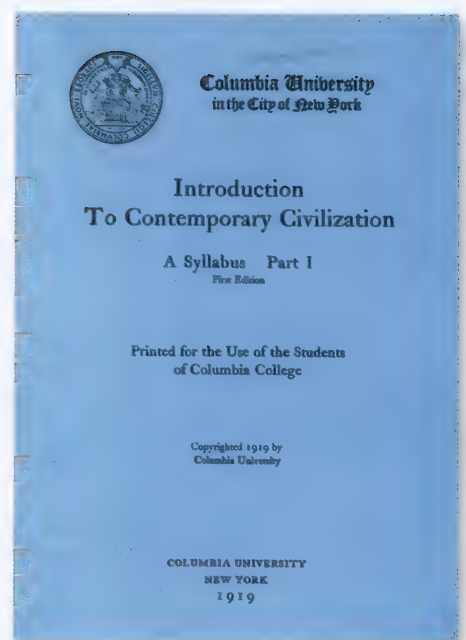 Columbia University
in the City of New York
Introduction
To Contemporary Civilization
A Syllabus Part I
First Edition
Printed for the Use of the Students
of Columbia College
Copyrighted 1919 by
Columbia University
COLUMBIA UNIVERSITY
NEW YORK
1919